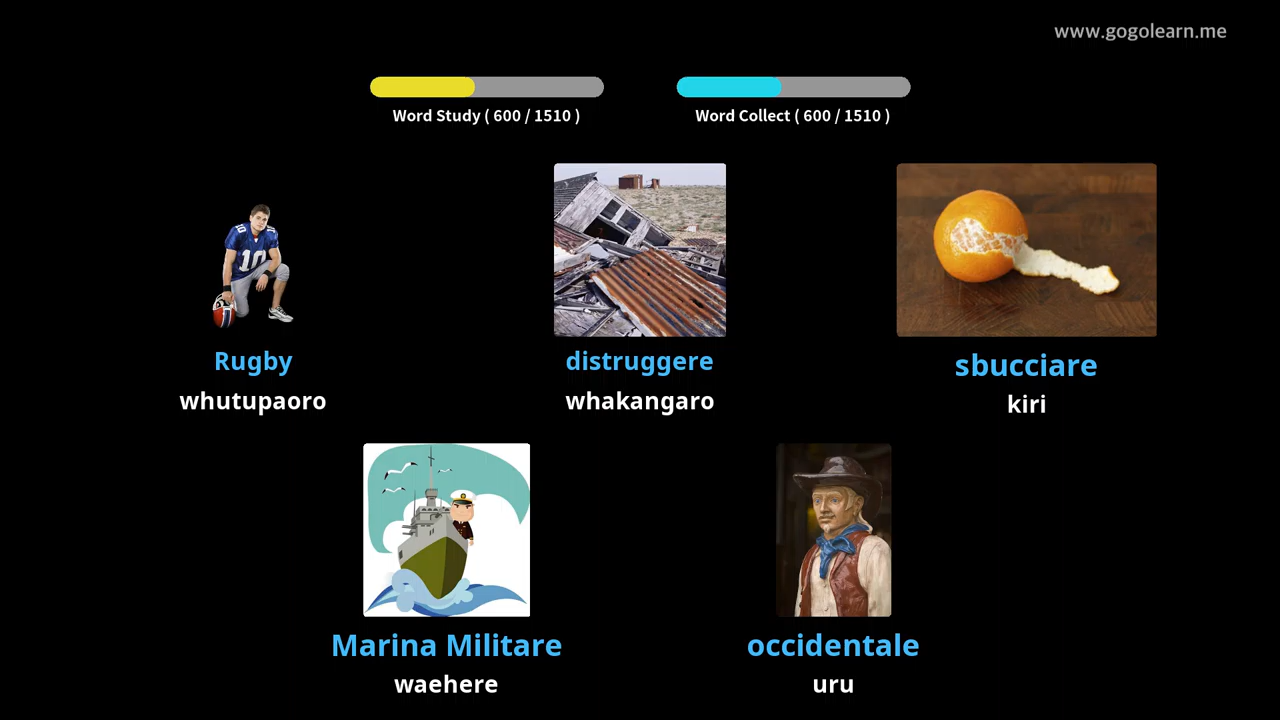 www.gogolearn.me
Word Study ( 600 / 1510 )
Word Collect ( 600 / 1510 )
Rugby
whutupaoro
distruggere
whakangaro
sbucciare
kiri
Marina Militare
waehere
occidentale
uru